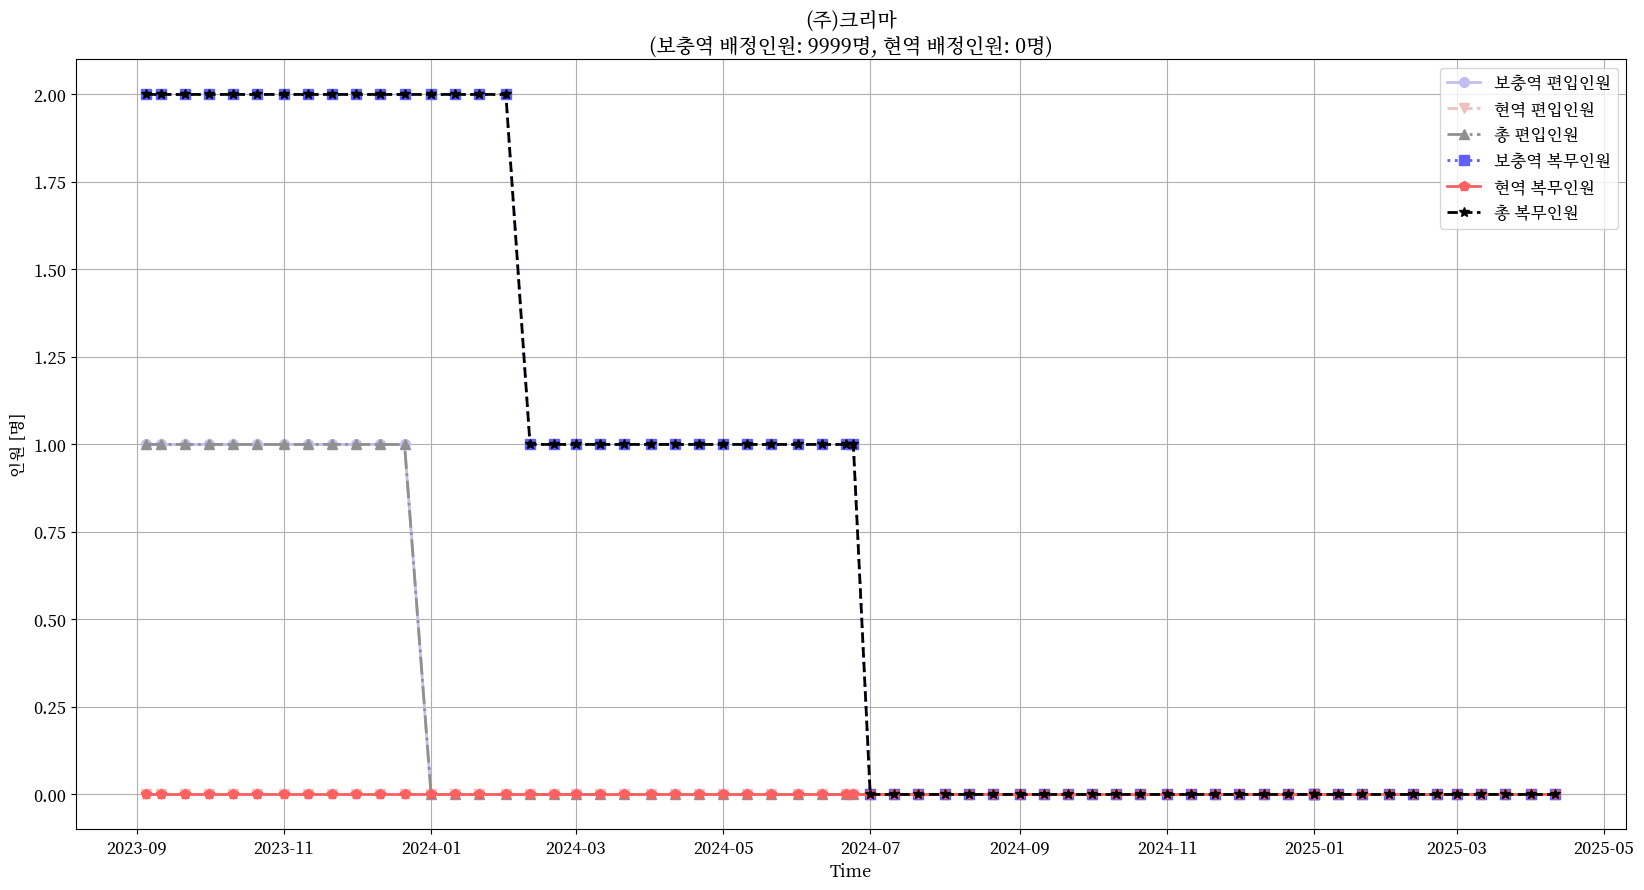 (주)크리마
(보충역 배정인원: 9999명, 현역 배정인원: 0명)
보충역 편입인원
현역 편입인원
총 편입인원
보충역 복무인원
현역 복무인원
총 복무인원
인원 [명]
2.00
1.75
1.50
1.25
1.00
0.75
0.50
0.25
0.00
2023-09 2023-11 2024-01 2024-03 2024-05 2024-07 2024-09 2024-11 2025-01 2025-03 2025-05
Time